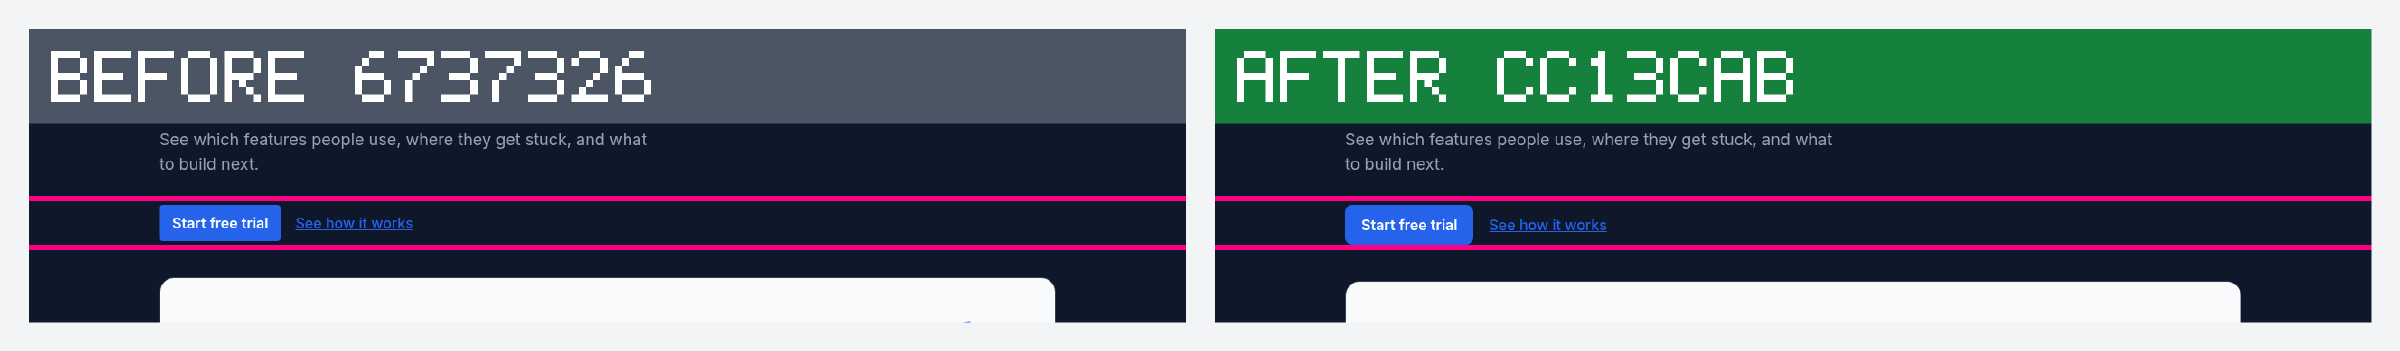 BEFORE 6737326
See which features people use, where they get stuck, and what
to build next.
Start free trial See how it works
AFTER CC13CAB
See which features people use, where they get stuck, and what
to build next.
Start free trial See how it works